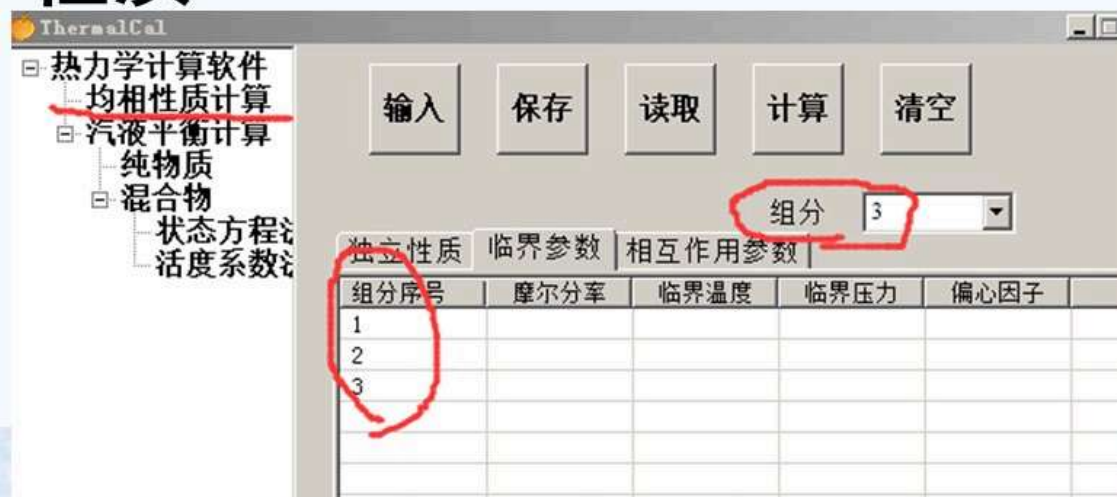 性质
ThermalCal
热力学计算软件
均相性质计算
汽液平衡计算
纯物质
混合物
状态方程法
活度系数法
输入 保存 读取 计算 清空
组分 3
独立性质 临界参数 相互作用参数
组分序号 摩尔分率 临界温度 临界压力 偏心因子
1
2
3